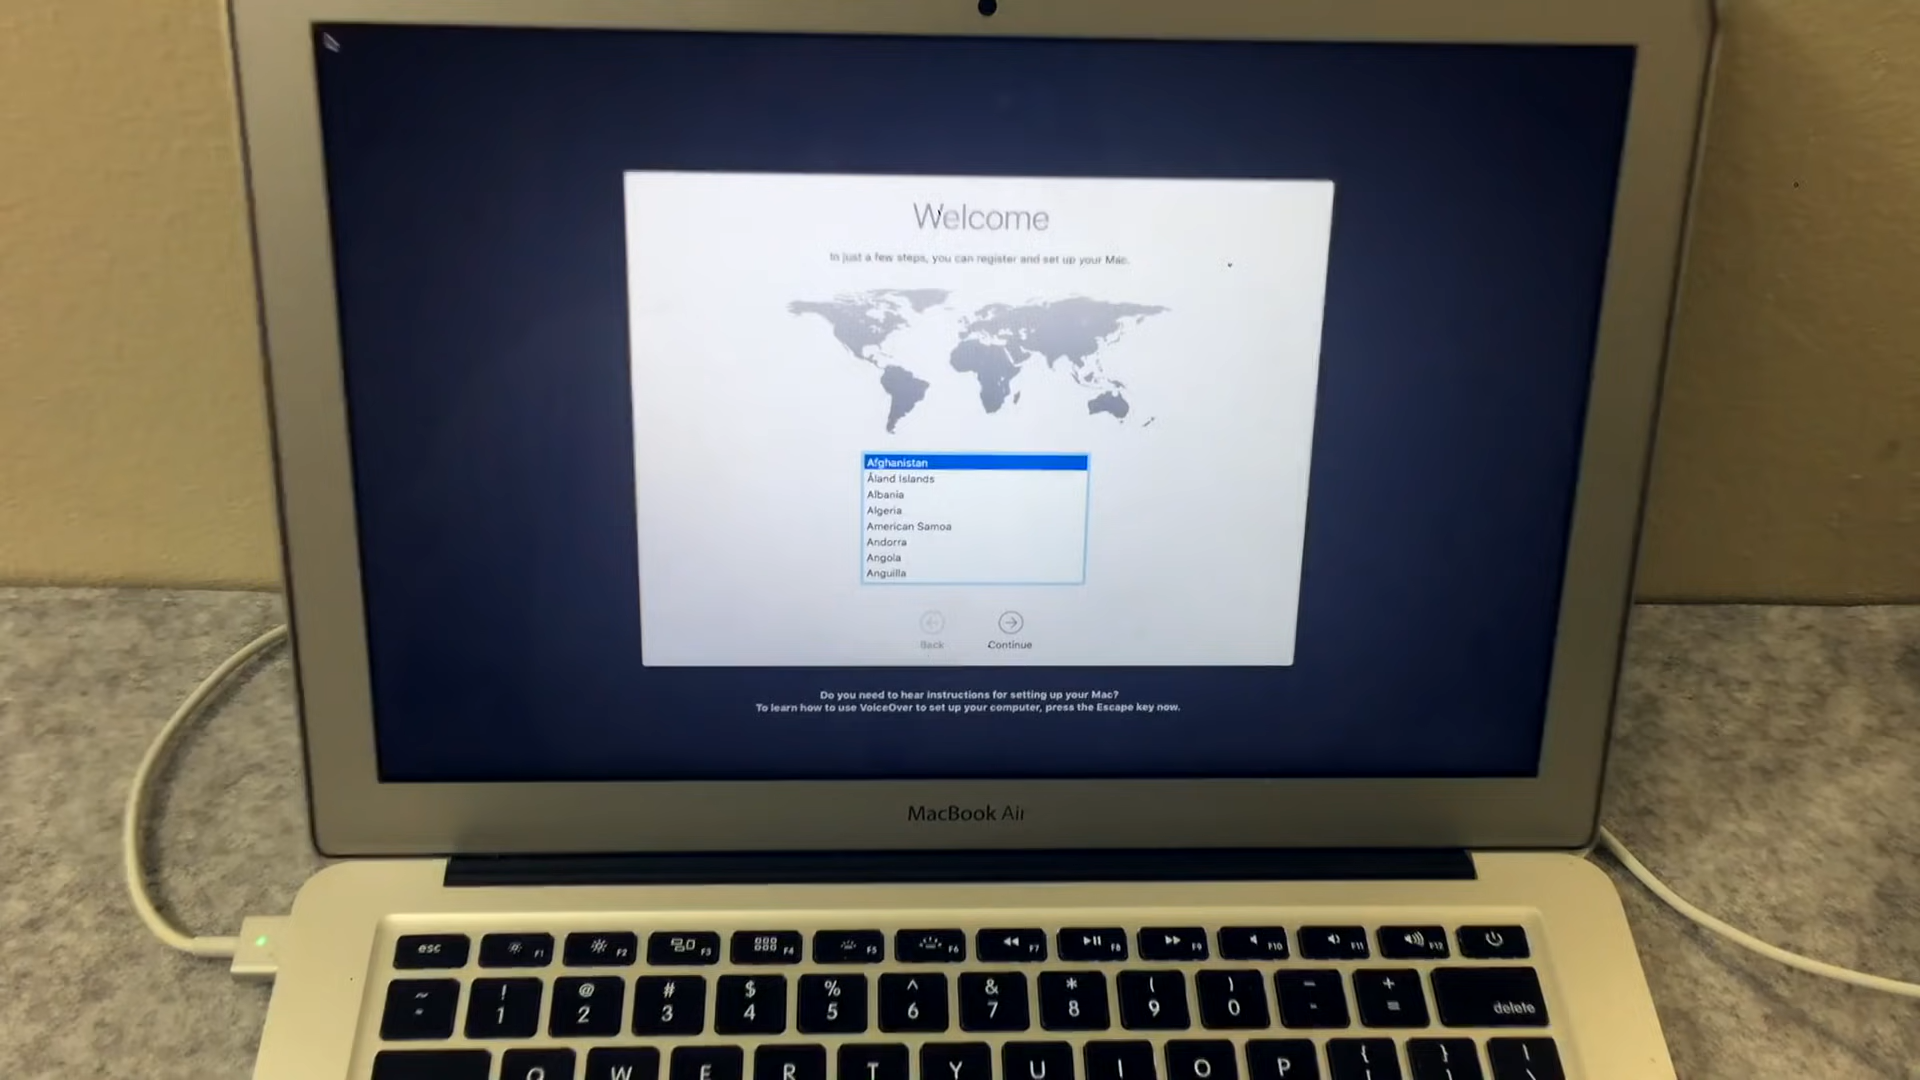 Welcome
In just a few steps, you can register and set up your Mac.
Afghanistan
Åland Islands
Albania
Algeria
American Samoa
Andorra
Angola
Anguilla
Back
Continue
Do you need to hear instructions for setting up your Mac?
To learn how to use VoiceOver to set up your computer, press the Escape key now.
MacBook Air
esc F1 F2 F3 F4 F5 F6 F7 F8 F9 F10 F11 F12
~ ! @ # $ % ^ & * ( ) - +
1 2 3 4 5 6 7 8 9 0 - = delete
Q W E R T Y U I O P { } |